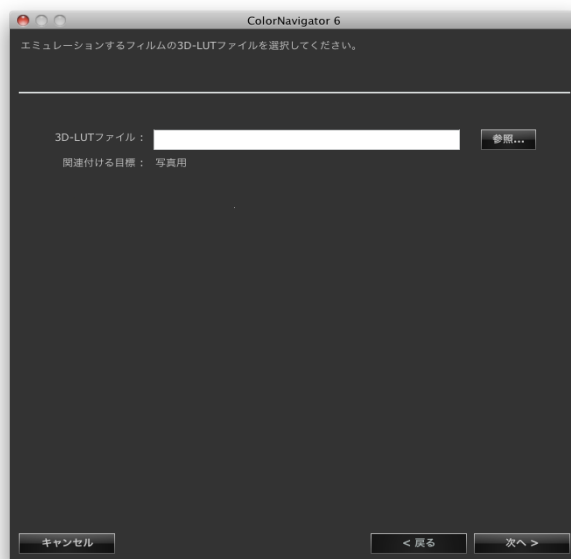 ColorNavigator 6
エミュレーションするフィルムの3D-LUTファイルを選択してください。
3D-LUTファイル： 参照...
関連付ける目標： 写真用
キャンセル < 戻る 次へ >